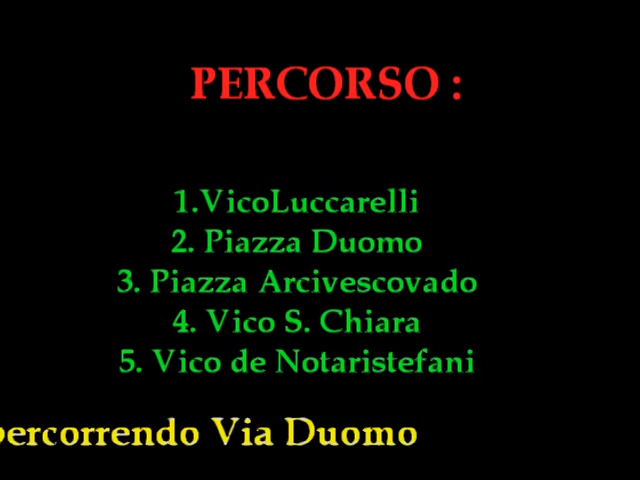 PERCORSO :
1.VicoLuccarelli
2. Piazza Duomo
3. Piazza Arcivescovado
4. Vico S. Chiara
5. Vico de Notaristefani
percorrendo Via Duomo